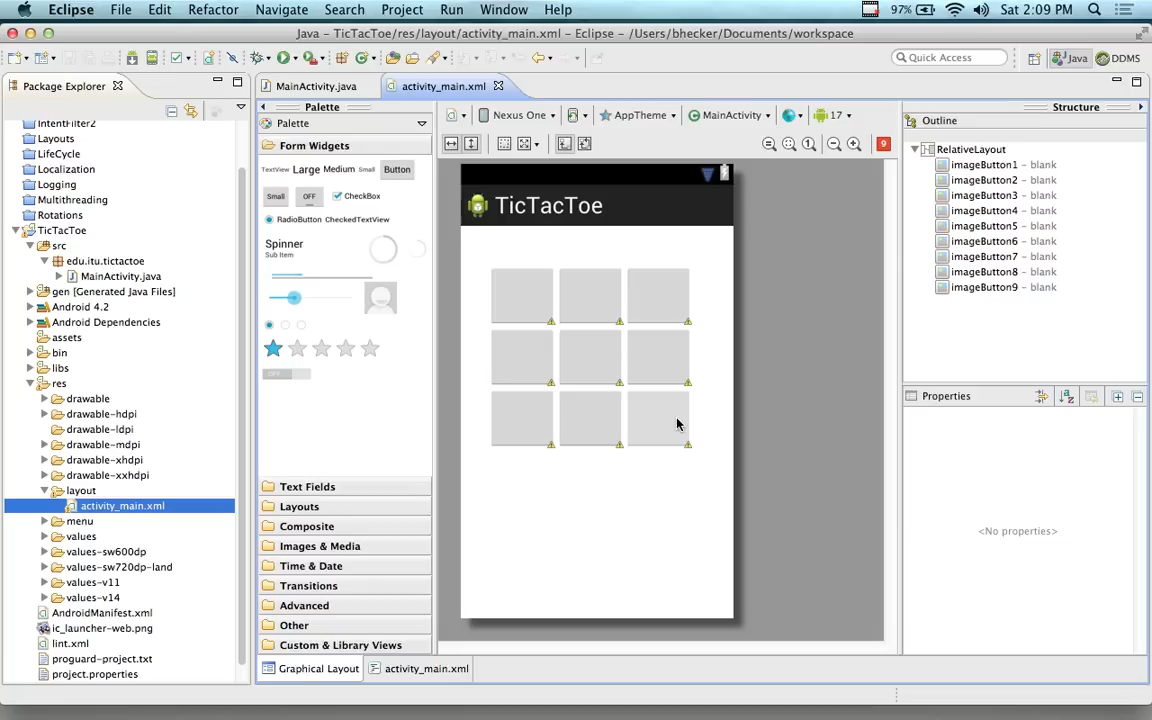 Eclipse File Edit Refactor Navigate Search Project Run Window Help 97% Sat 2:09 PM
Java – TicTacToe/res/layout/activity_main.xml – Eclipse – /Users/bhecker/Documents/workspace
Quick Access Java DDMS
Package Explorer
IntentFilter2
Layouts
LifeCycle
Localization
Logging
Multithreading
Rotations
TicTacToe
src
edu.itu.tictactoe
MainActivity.java
gen [Generated Java Files]
Android 4.2
Android Dependencies
assets
bin
libs
res
drawable
drawable-hdpi
drawable-ldpi
drawable-mdpi
drawable-xhdpi
drawable-xxhdpi
layout
activity_main.xml
menu
values
values-sw600dp
values-sw720dp-land
values-v11
values-v14
AndroidManifest.xml
ic_launcher-web.png
lint.xml
proguard-project.txt
project.properties
MainActivity.java activity_main.xml
Palette
Palette
Form Widgets
TextView Large Medium Small Button
Small OFF CheckBox
RadioButton CheckedTextView
Spinner
Sub Item
OFF
Text Fields
Layouts
Composite
Images & Media
Time & Date
Transitions
Advanced
Other
Custom & Library Views
Graphical Layout activity_main.xml
Nexus One AppTheme MainActivity 17
1 9
TicTacToe
Structure
Outline
RelativeLayout
imageButton1 – blank
imageButton2 – blank
imageButton3 – blank
imageButton4 – blank
imageButton5 – blank
imageButton6 – blank
imageButton7 – blank
imageButton8 – blank
imageButton9 – blank
Properties
<No properties>